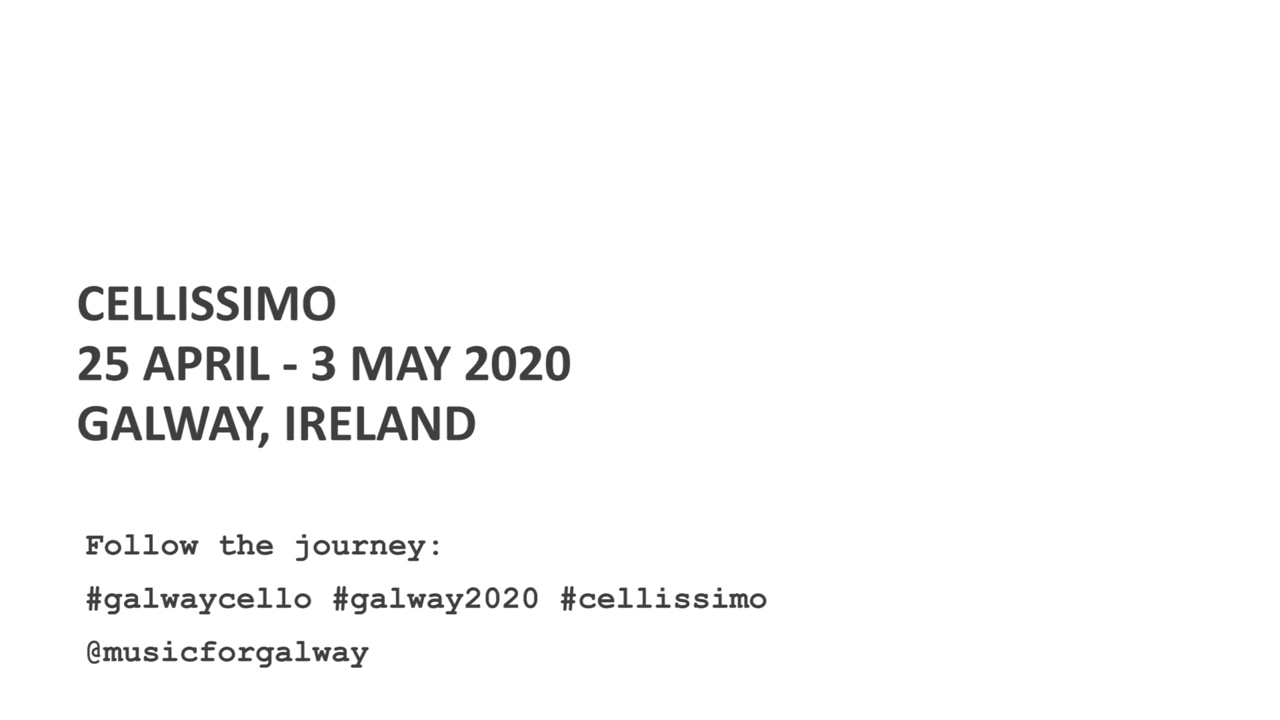 CELLISSIMO
25 APRIL - 3 MAY 2020
GALWAY, IRELAND
Follow the journey:
#galwaycello #galway2020 #cellissimo
@musicforgalway